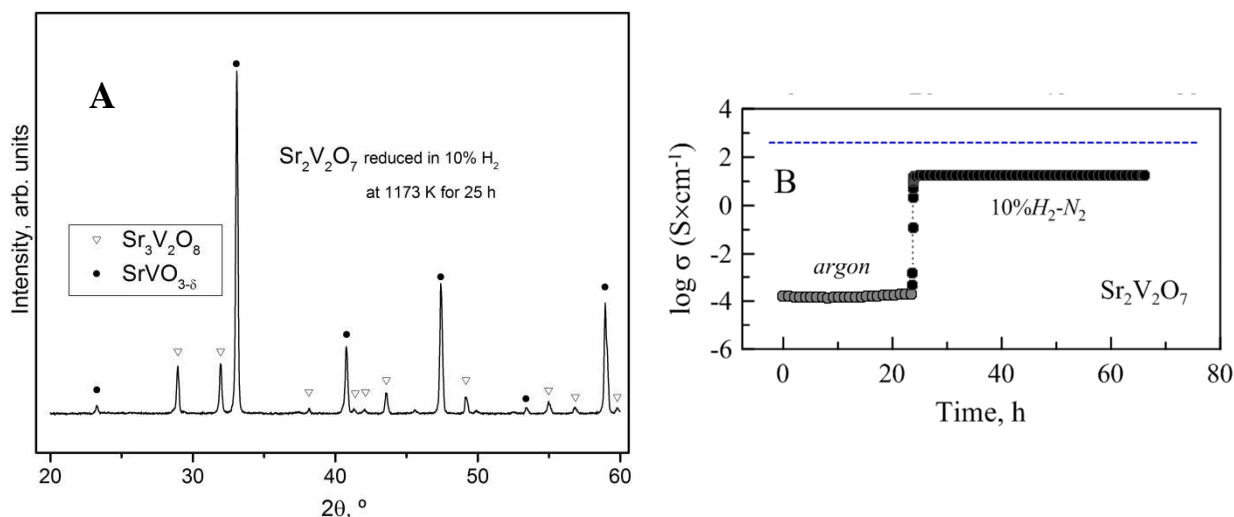 A
Sr₂V₂O₇ reduced in 10% H₂
at 1173 K for 25 h
▽ Sr₃V₂O₈
● SrVO₃₋δ
Intensity, arb. units
20 30 40 50 60
2θ, º
4
2
0
-2
-4
-6
log σ (S×cm⁻¹)
B
argon
10%H₂-N₂
Sr₂V₂O₇
0 20 40 60 80
Time, h